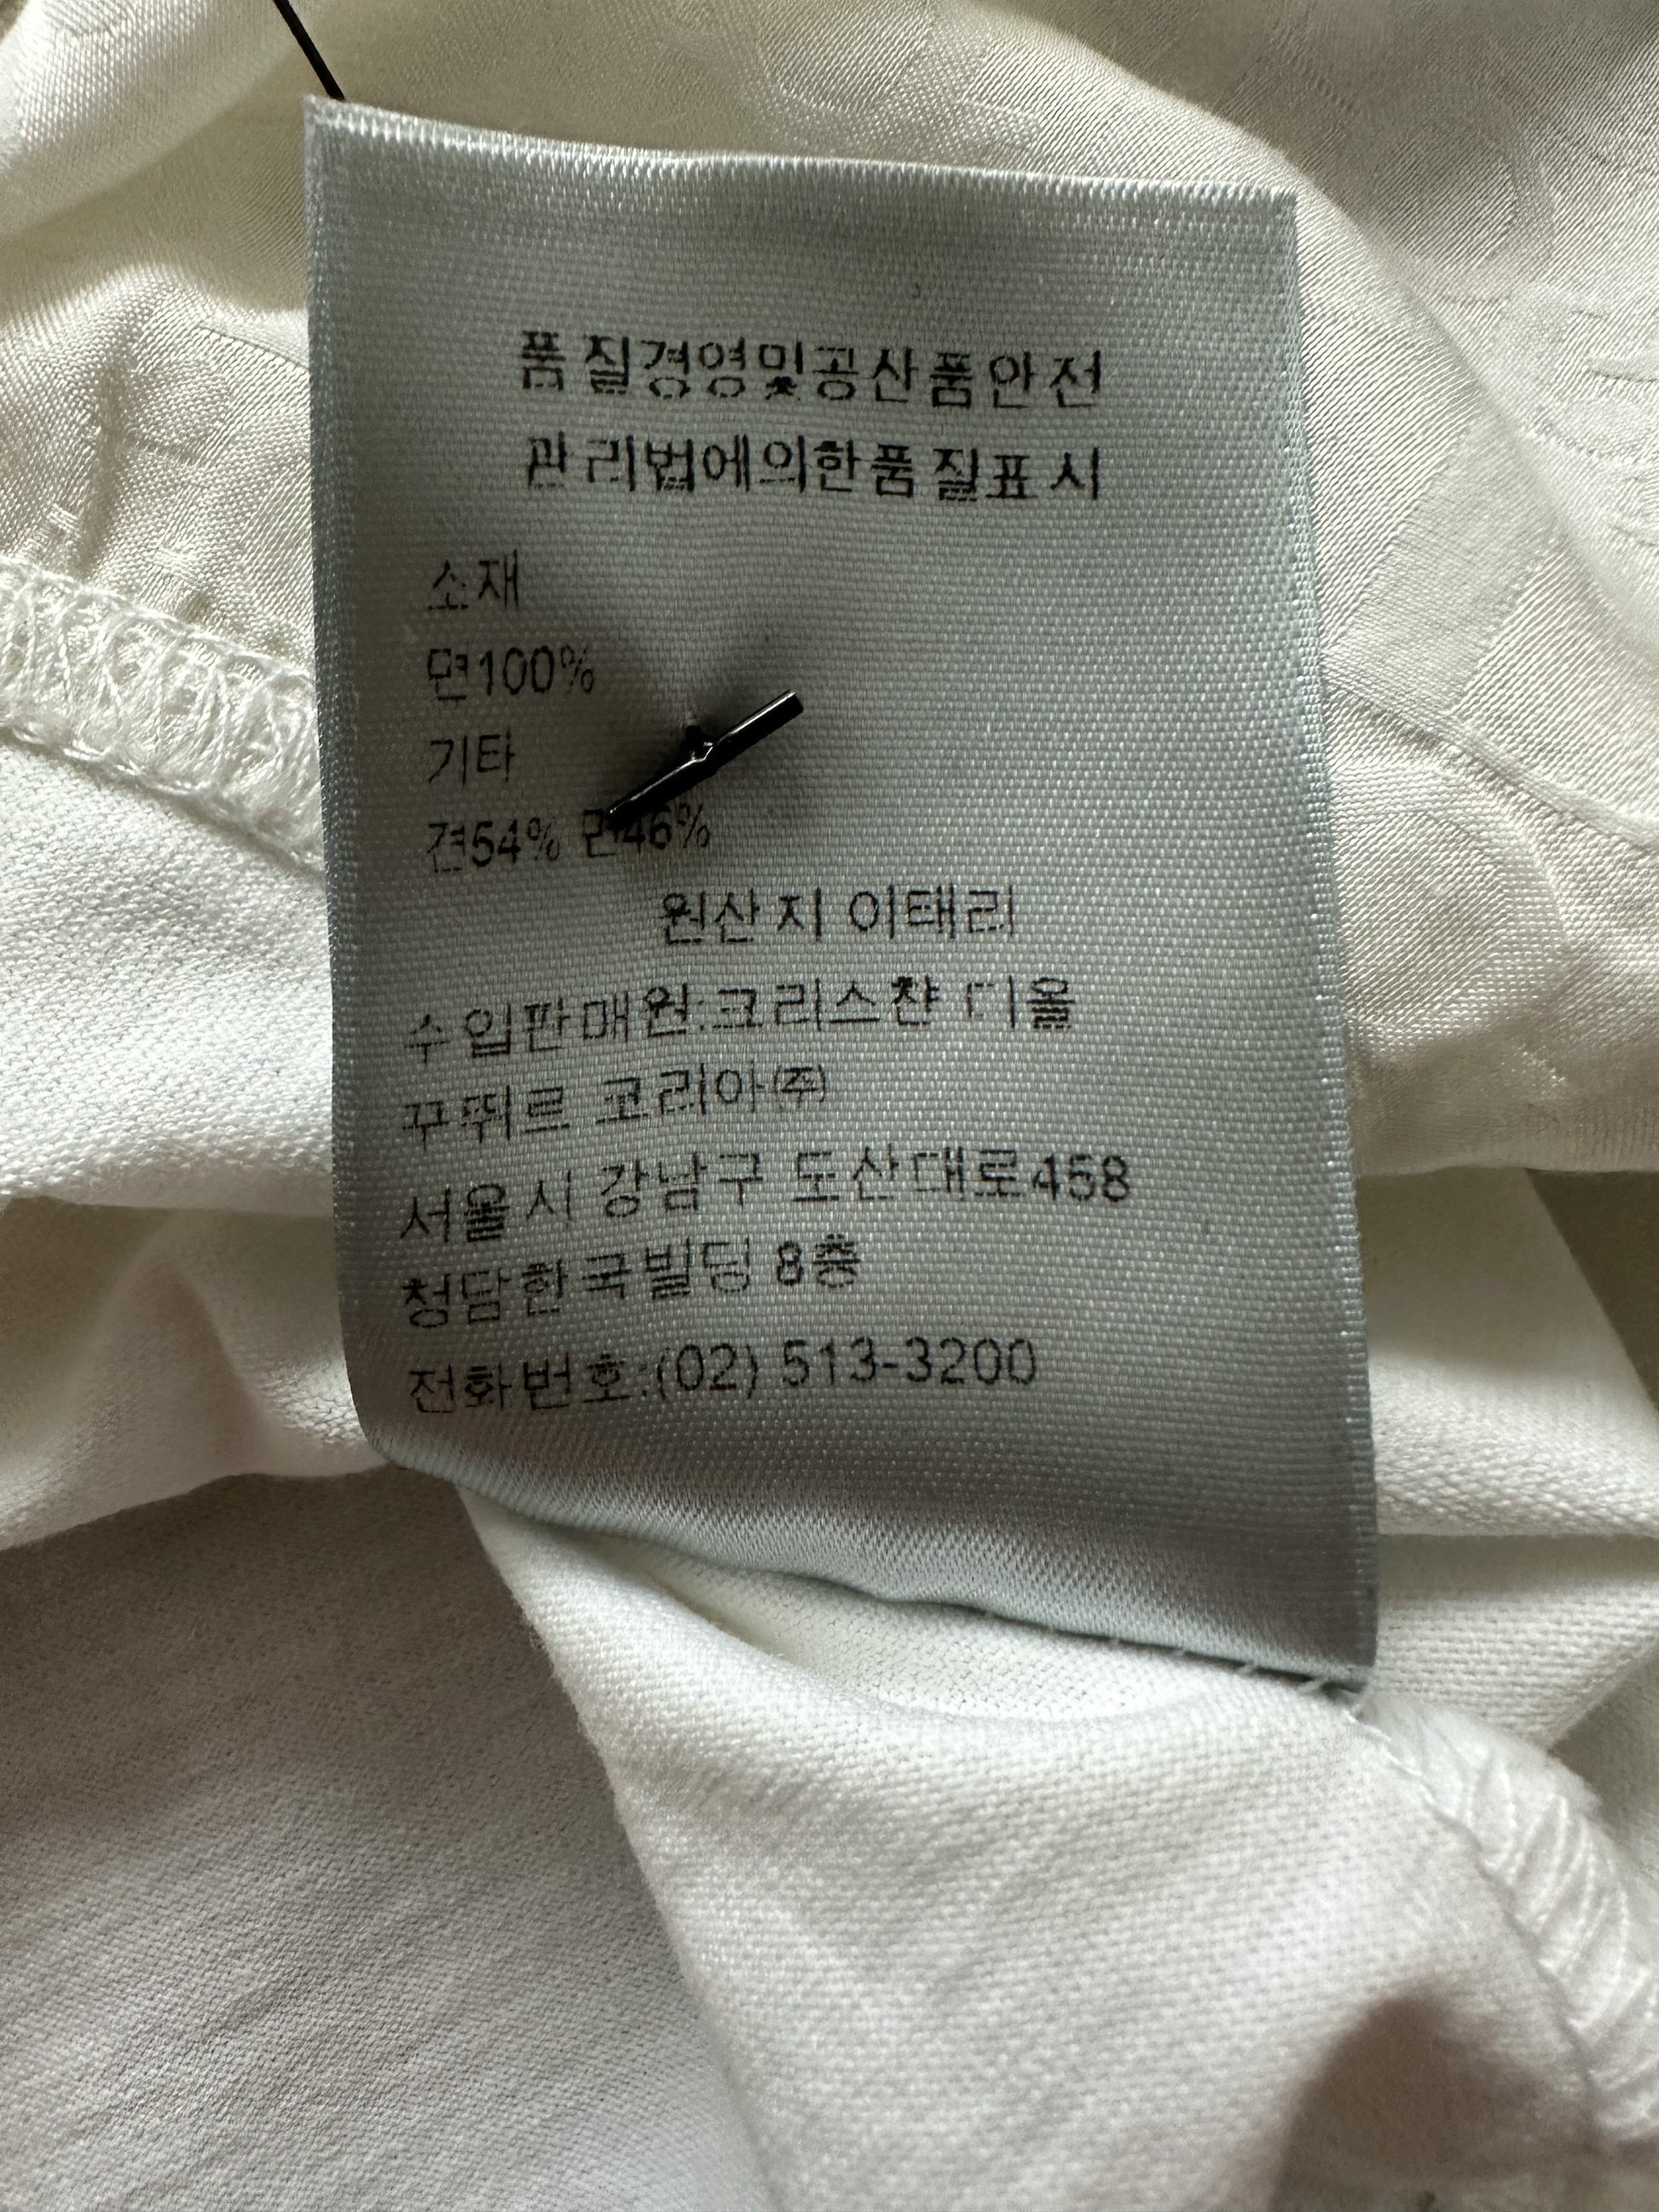 품질경영및공산품안전
관리법에의한품질표시
소재
면100%
기타
견54% 면46%
원산지 이태리
수입판매원:크리스챤 디올
꾸뛰르 코리아㈜
서울시 강남구 도산대로458
청담한국빌딩 8층
전화번호:(02) 513-3200